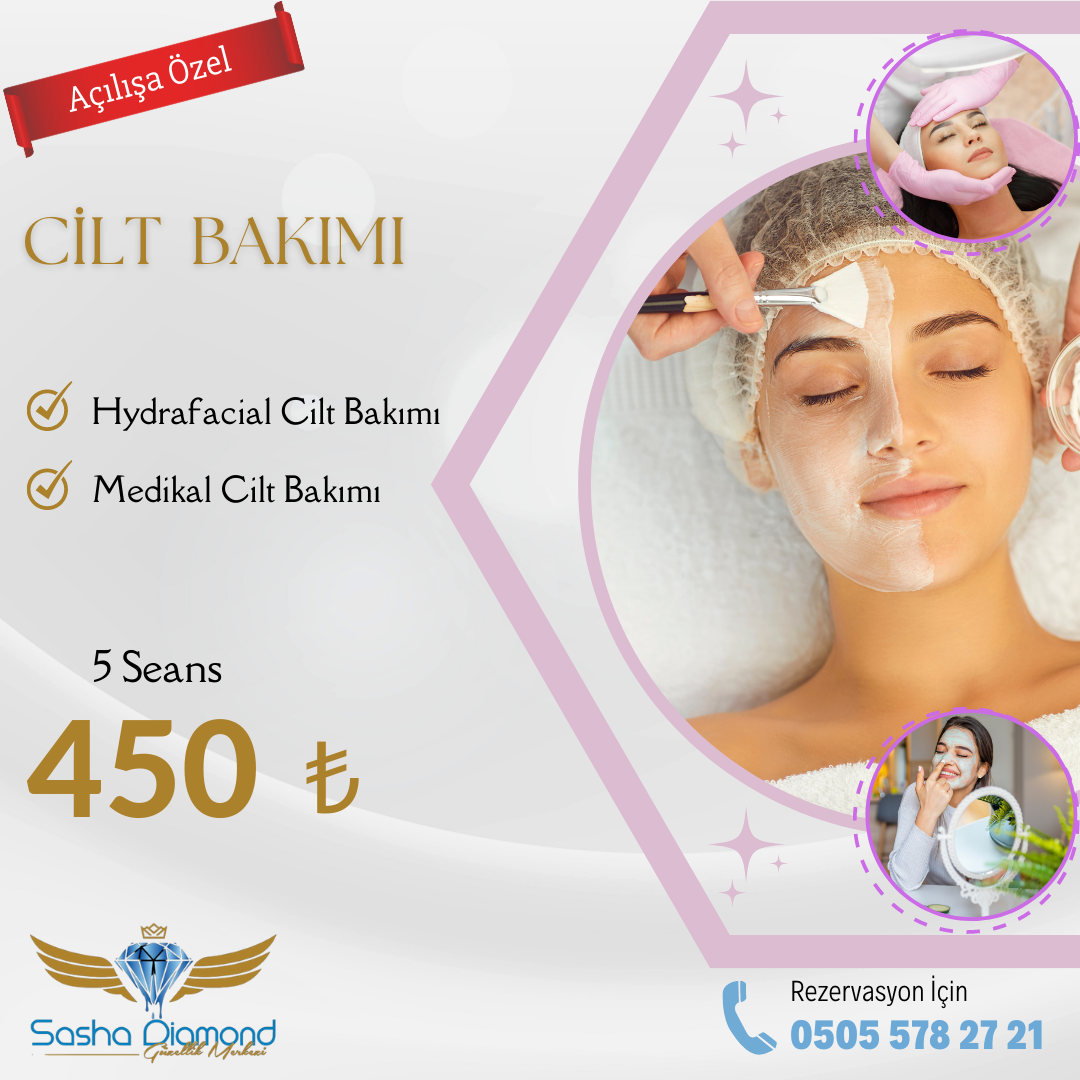 Açılışa Özel
CİLT BAKIMI
Hydrafacial Cilt Bakımı
Medikal Cilt Bakımı
5 Seans
450 ₺
Sasha Diamond
Güzellik Merkezi
Rezervasyon İçin
0505 578 27 21